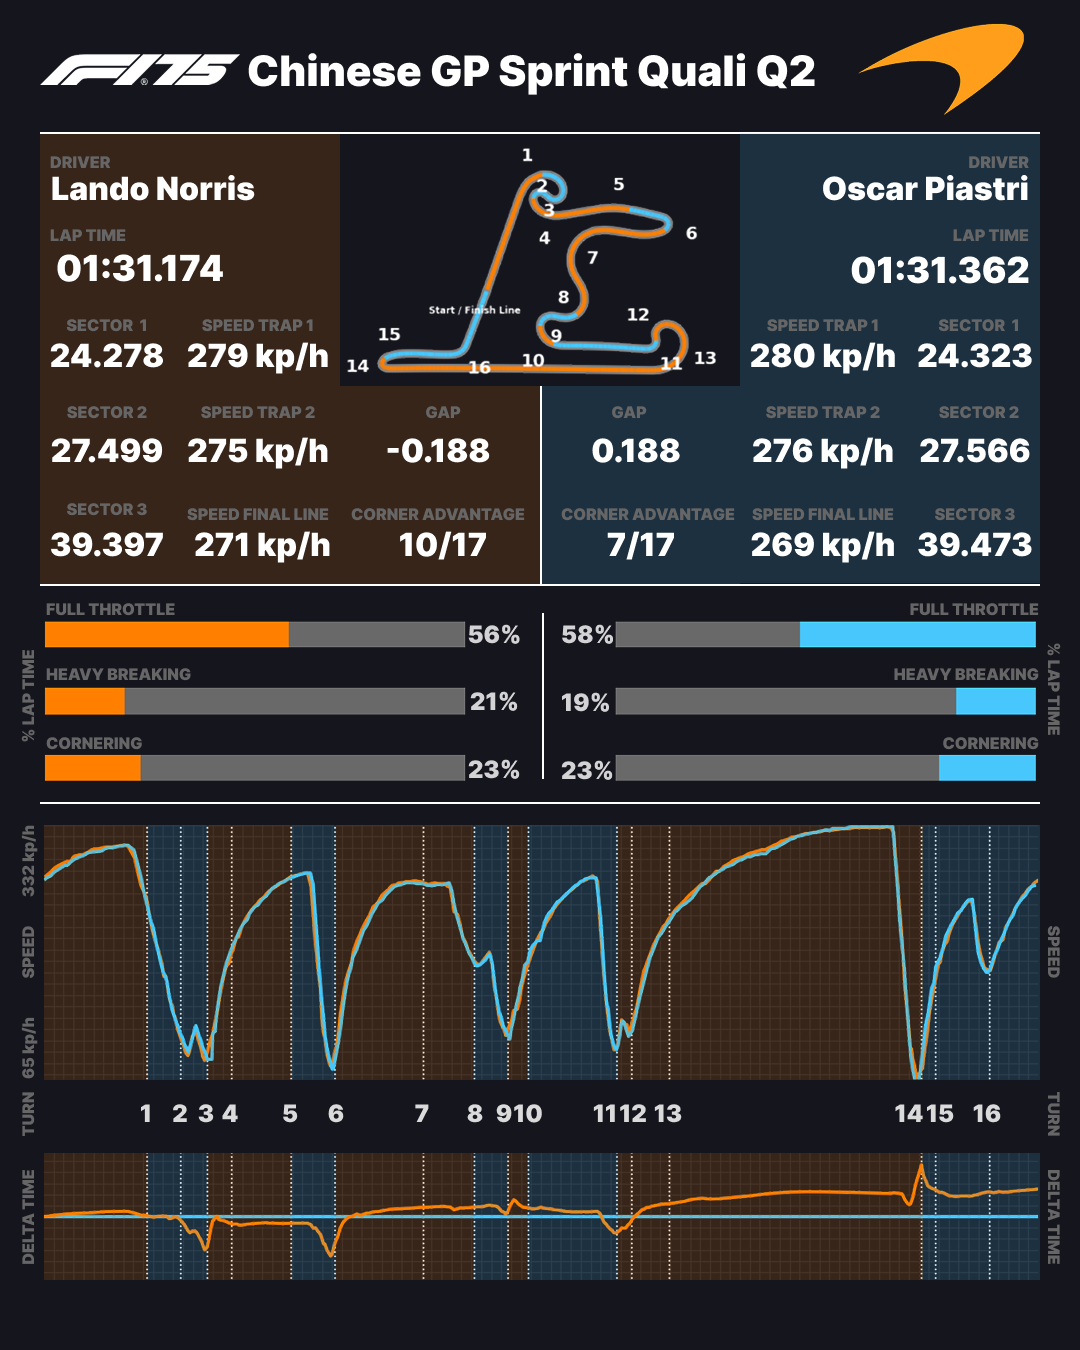 F1.75 Chinese GP Sprint Quali Q2
DRIVER
Lando Norris
LAP TIME
01:31.174
SECTOR 1 SPEED TRAP 1
24.278 279 kp/h
SECTOR 2 SPEED TRAP 2 GAP
27.499 275 kp/h -0.188
SECTOR 3 SPEED FINAL LINE CORNER ADVANTAGE
39.397 271 kp/h 10/17
1
2
3
4
5
6
7
8
9
10
11
12
13
14
15
16
Start / Finish Line
DRIVER
Oscar Piastri
LAP TIME
01:31.362
SPEED TRAP 1 SECTOR 1
280 kp/h 24.323
GAP SPEED TRAP 2 SECTOR 2
0.188 276 kp/h 27.566
CORNER ADVANTAGE SPEED FINAL LINE SECTOR 3
7/17 269 kp/h 39.473
% LAP TIME
FULL THROTTLE
56%
HEAVY BREAKING
21%
CORNERING
23%
FULL THROTTLE
58%
HEAVY BREAKING
19%
CORNERING
23%
% LAP TIME
332 kp/h
SPEED
65 kp/h
SPEED
TURN
1 2 3 4 5 6 7 8 9 10 11 12 13 14 15 16
TURN
DELTA TIME
DELTA TIME